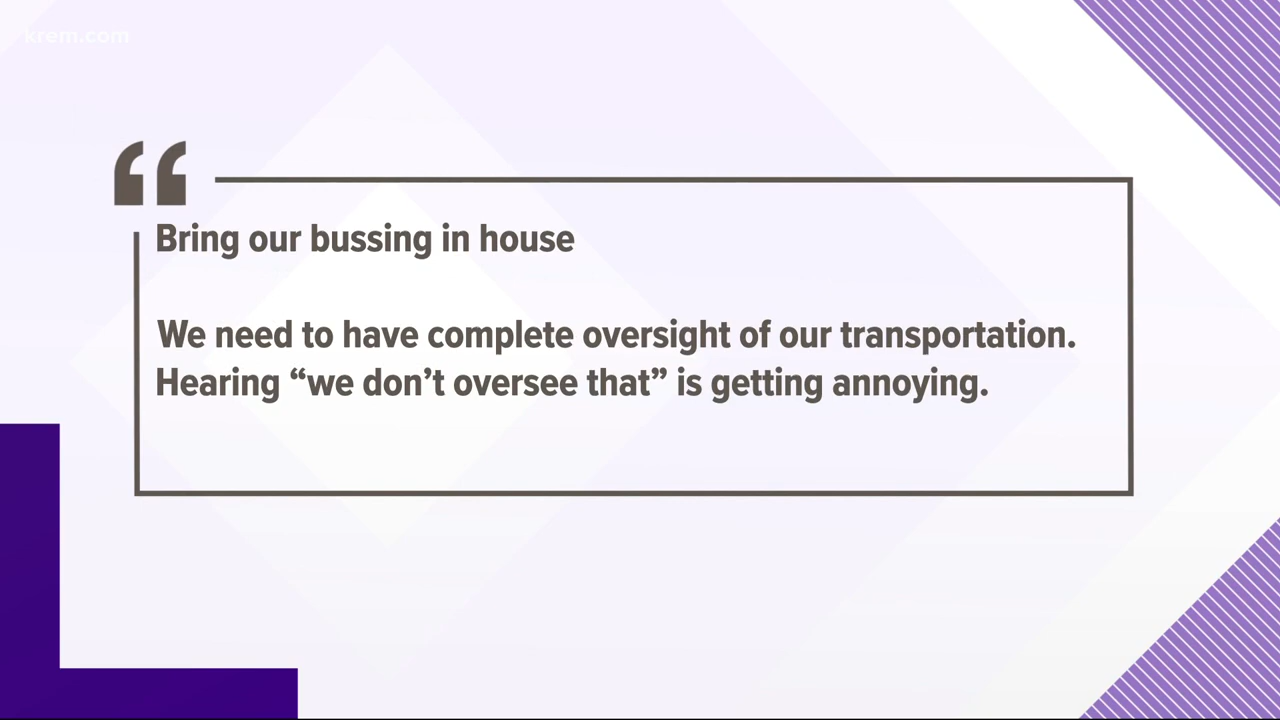 krem.com
“
Bring our bussing in house
We need to have complete oversight of our transportation.
Hearing “we don’t oversee that” is getting annoying.